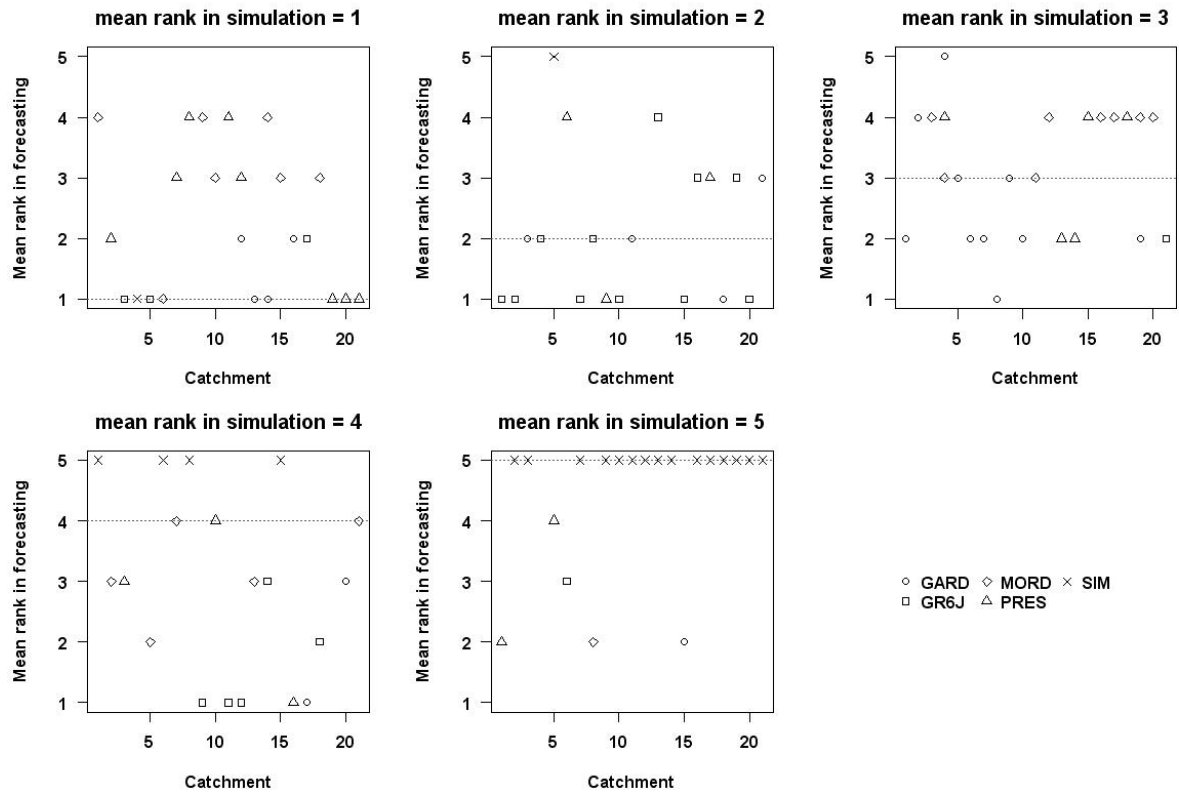 mean rank in simulation = 1
Mean rank in forecasting
5
4
3
2
1
5 10 15 20
Catchment
mean rank in simulation = 2
Mean rank in forecasting
5
4
3
2
1
5 10 15 20
Catchment
mean rank in simulation = 3
Mean rank in forecasting
5
4
3
2
1
5 10 15 20
Catchment
mean rank in simulation = 4
Mean rank in forecasting
5
4
3
2
1
5 10 15 20
Catchment
mean rank in simulation = 5
Mean rank in forecasting
5
4
3
2
1
5 10 15 20
Catchment
GARD MORD SIM
GR6J PRES